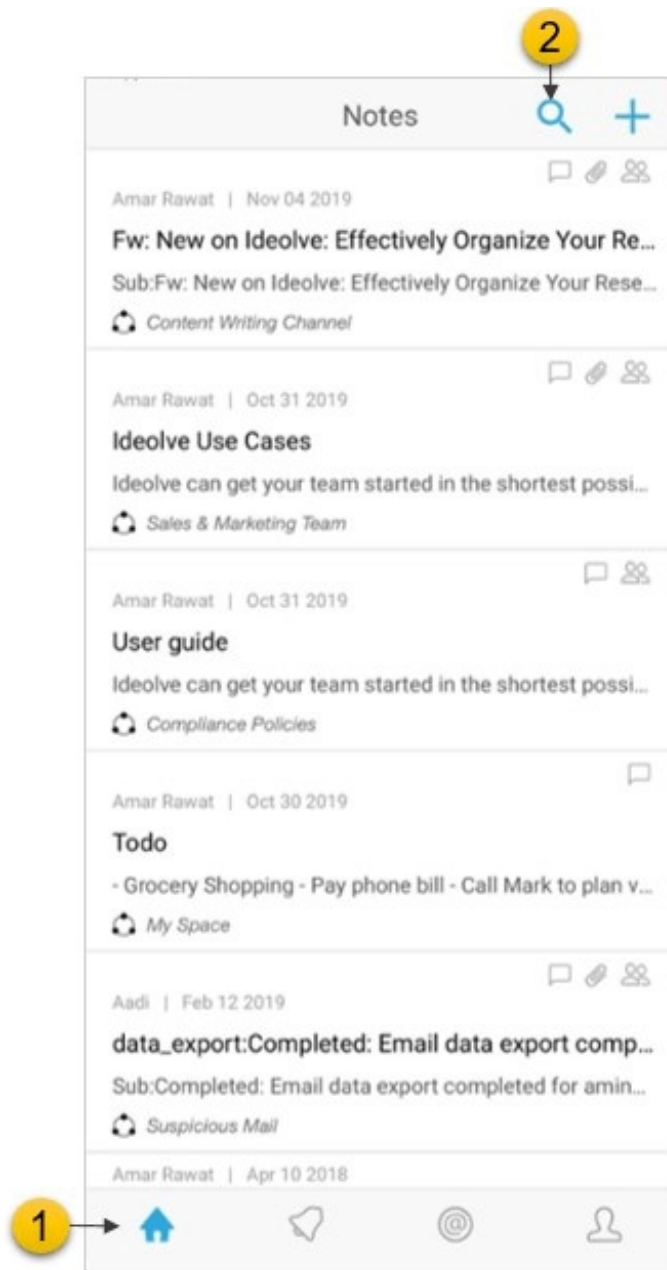 2
Notes
Amar Rawat | Nov 04 2019
Fw: New on Ideolve: Effectively Organize Your Re...
Sub:Fw: New on Ideolve: Effectively Organize Your Rese...
Content Writing Channel
Amar Rawat | Oct 31 2019
Ideolve Use Cases
Ideolve can get your team started in the shortest possi...
Sales & Marketing Team
Amar Rawat | Oct 31 2019
User guide
Ideolve can get your team started in the shortest possi...
Compliance Policies
Amar Rawat | Oct 30 2019
Todo
- Grocery Shopping - Pay phone bill - Call Mark to plan v...
My Space
Aadi | Feb 12 2019
data_export:Completed: Email data export comp...
Sub:Completed: Email data export completed for amin...
Suspicious Mail
Amar Rawat | Apr 10 2018
1